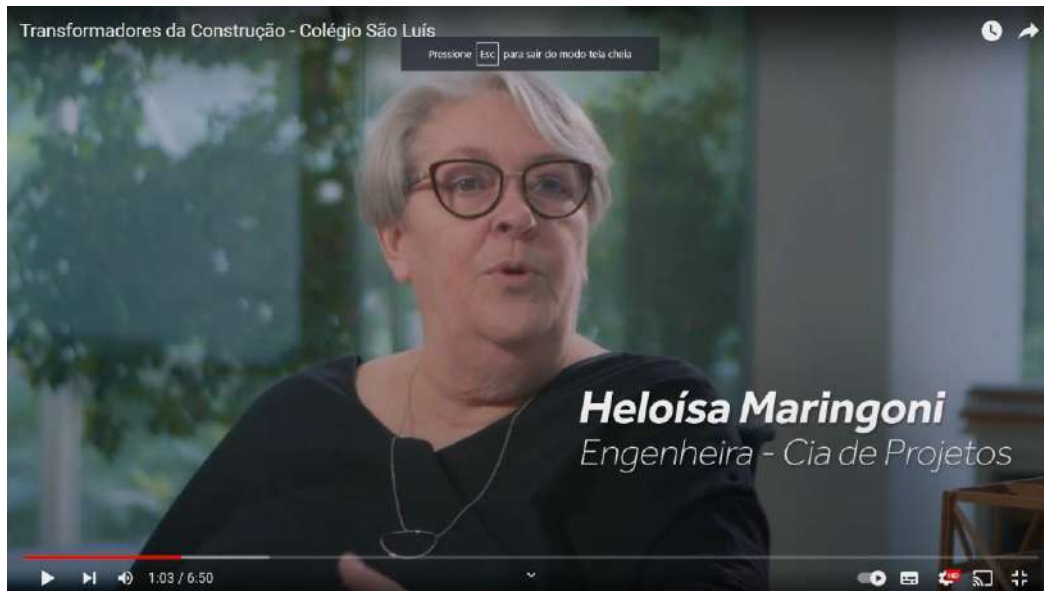 Transformadores da Construção - Colégio São Luís
Pressione Esc para sair do modo tela cheia
Heloísa Maringoni
Engenheira - Cia de Projetos
1:03 / 6:50